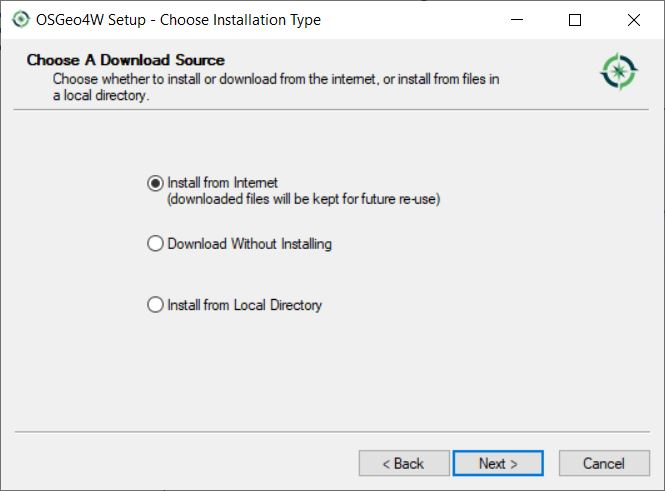 OSGeo4W Setup - Choose Installation Type
Choose A Download Source
Choose whether to install or download from the internet, or install from files in
a local directory.
Install from Internet
(downloaded files will be kept for future re-use)
Download Without Installing
Install from Local Directory
< Back
Next >
Cancel